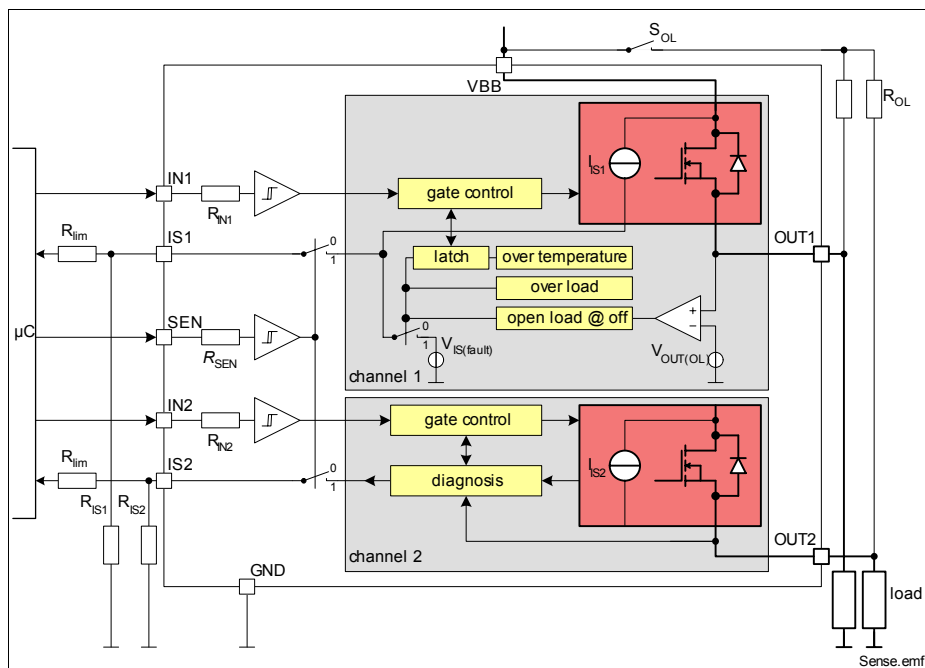 S_OL
VBB
R_OL
IN1
R_IN1
gate control
I_IS1
R_lim
IS1
0
1
latch
over temperature
OUT1
over load
µC
SEN
R_SEN
open load @ off
0
1
V_IS(fault)
+
−
V_OUT(OL)
channel 1
IN2
R_IN2
gate control
I_IS2
R_lim
IS2
0
1
diagnosis
R_IS1
R_IS2
OUT2
channel 2
GND
load
Sense.emf